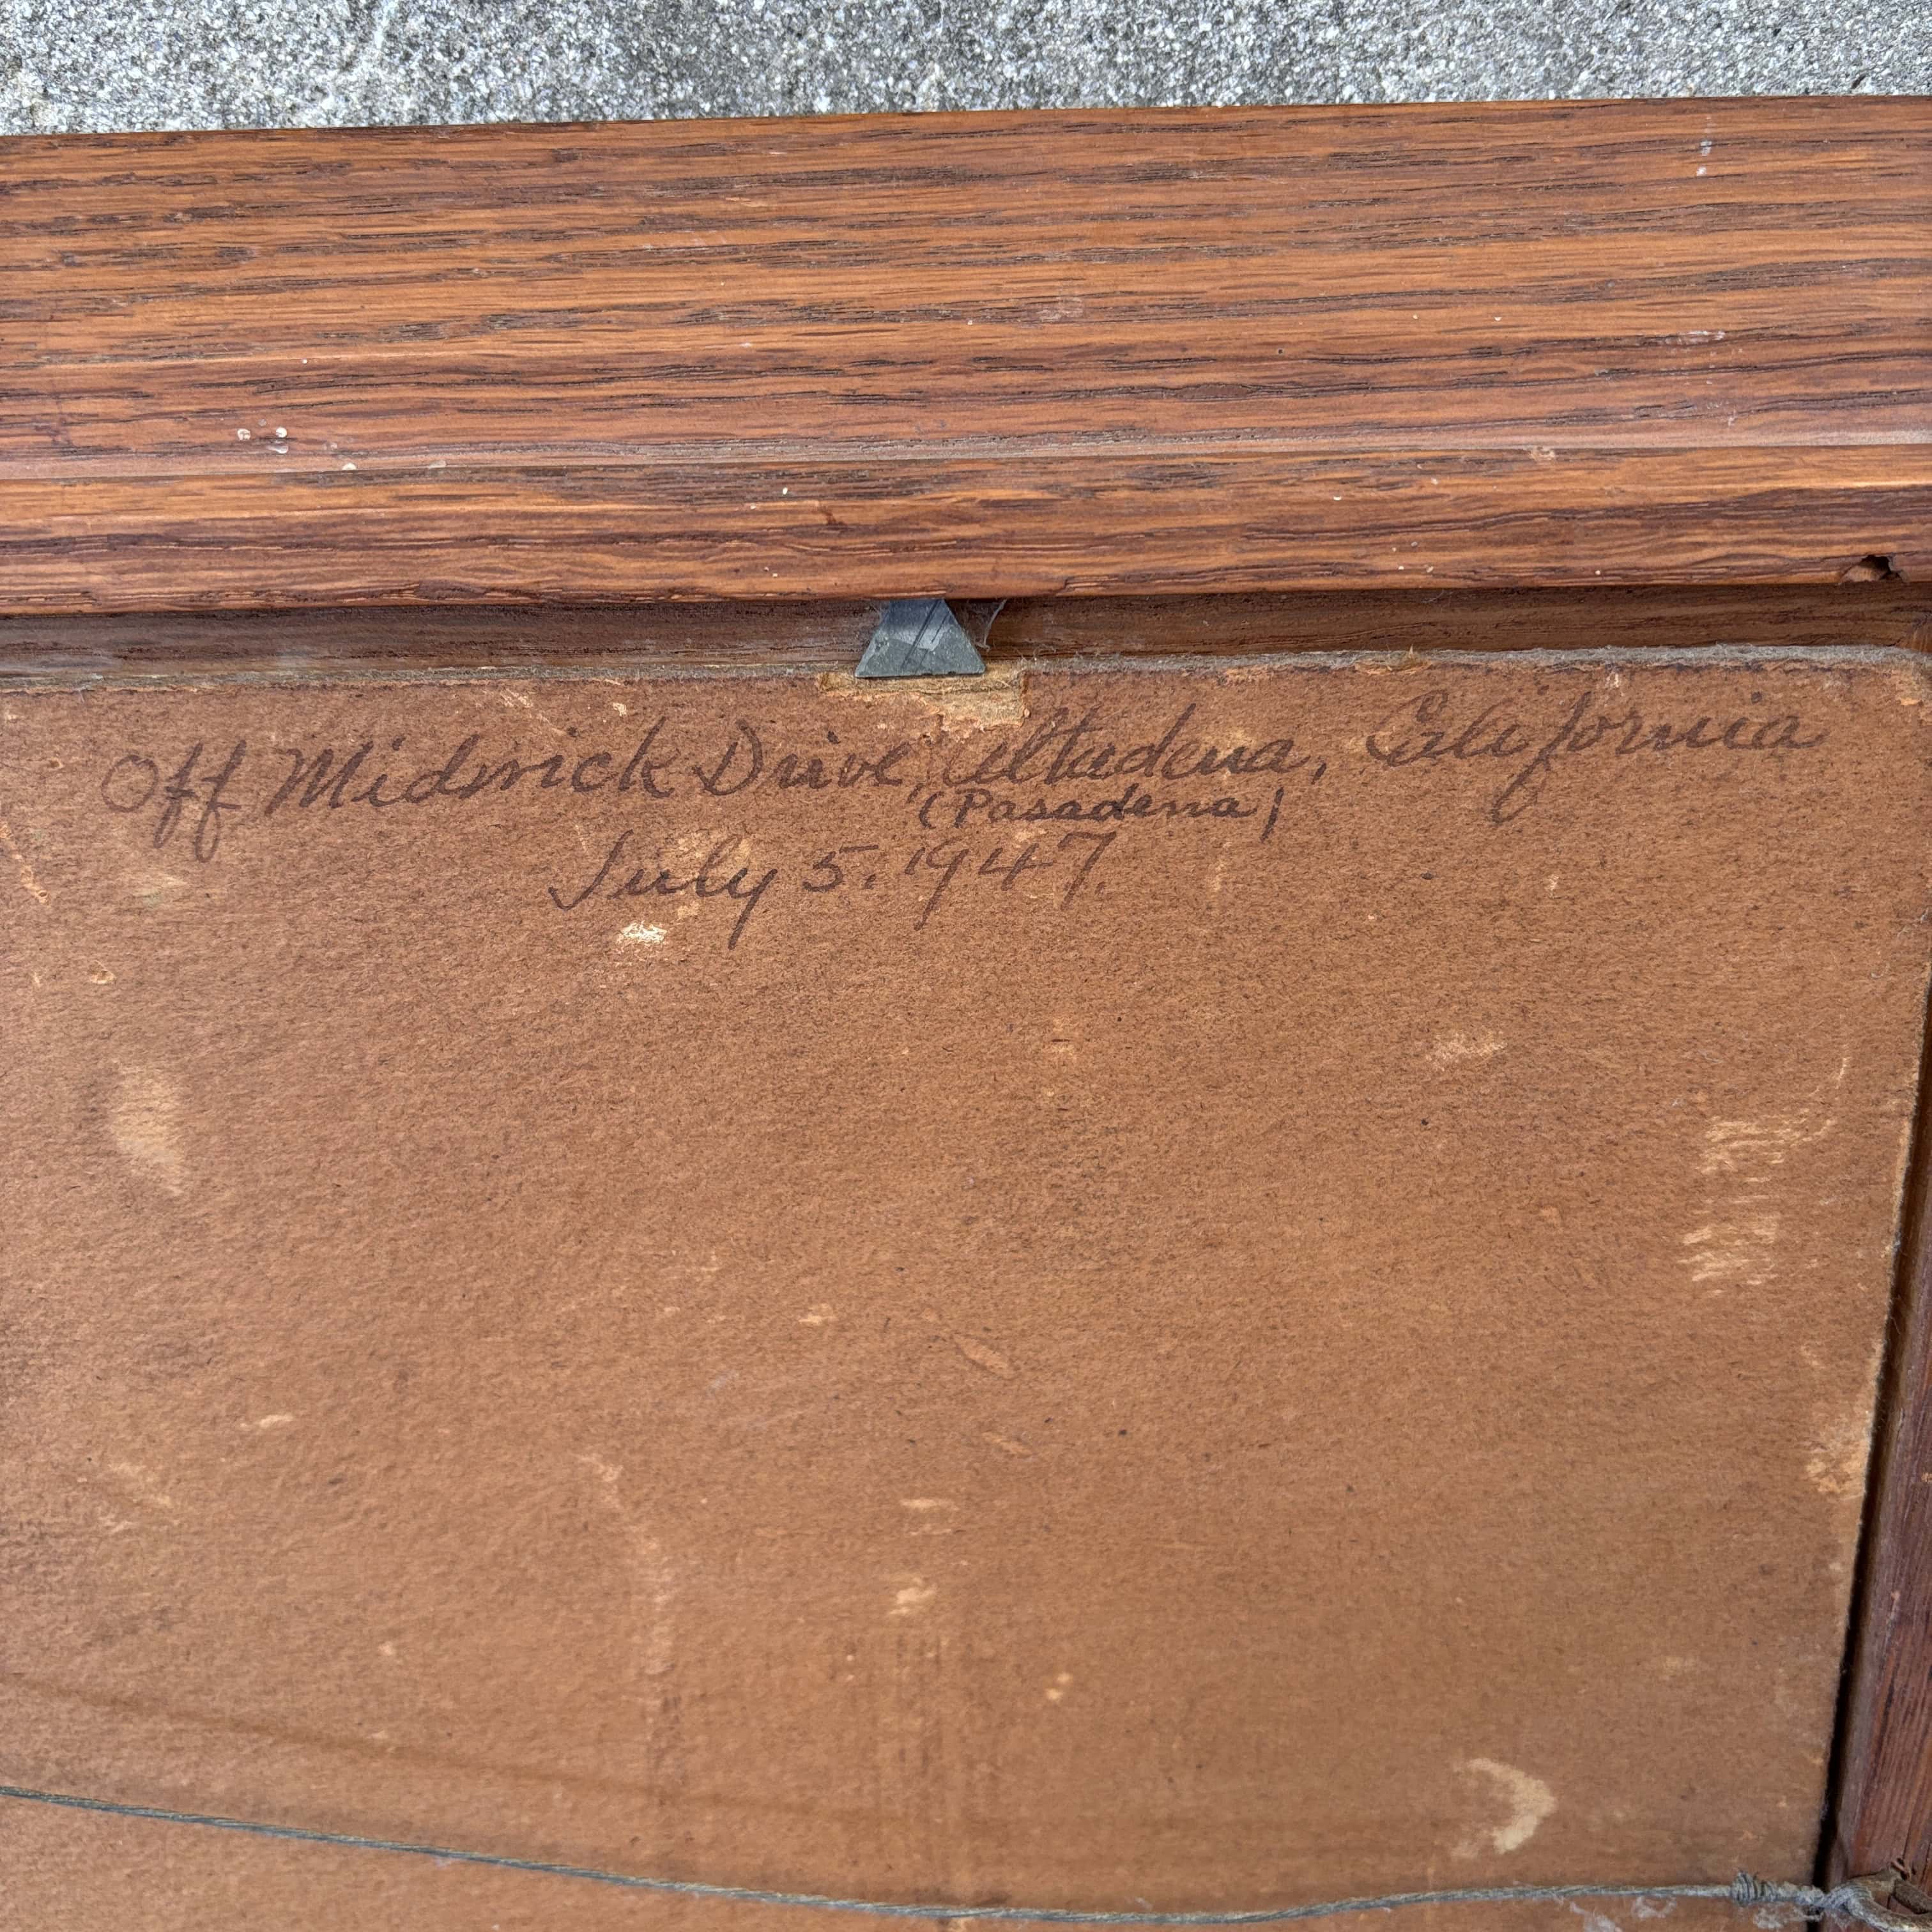 Off Midwick Drive, Altadena, California
(Pasadena)
July 5. 1947.